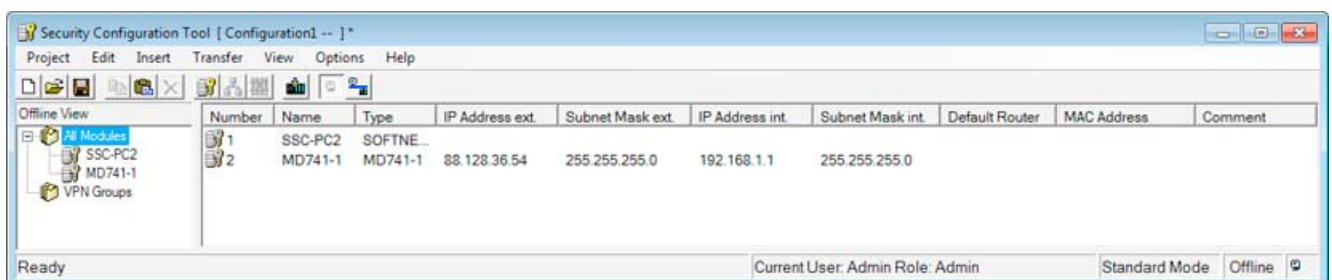 Security Configuration Tool [ Configuration1 -- ]*
Project Edit Insert Transfer View Options Help
Offline View
All Modules
SSC-PC2
MD741-1
VPN Groups
Number Name Type IP Address ext. Subnet Mask ext. IP Address int. Subnet Mask int. Default Router MAC Address Comment
1 SSC-PC2 SOFTNE...
2 MD741-1 MD741-1 88.128.36.54 255.255.255.0 192.168.1.1 255.255.255.0
Ready Current User: Admin Role: Admin Standard Mode Offline